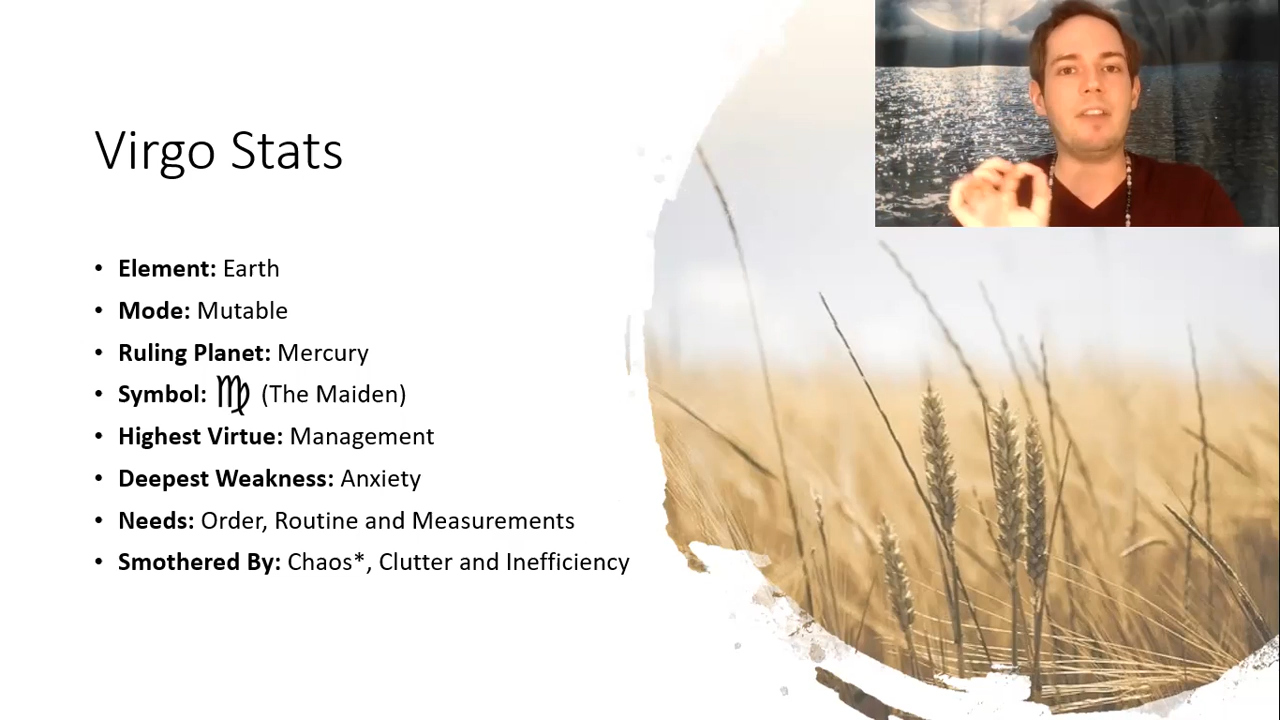 Virgo Stats
• Element: Earth
• Mode: Mutable
• Ruling Planet: Mercury
• Symbol: ♍ (The Maiden)
• Highest Virtue: Management
• Deepest Weakness: Anxiety
• Needs: Order, Routine and Measurements
• Smothered By: Chaos*, Clutter and Inefficiency